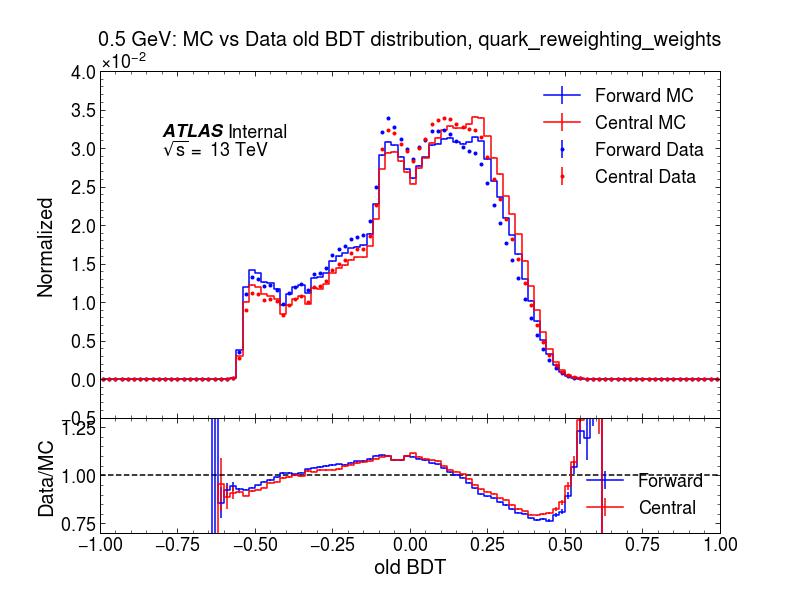 0.5 GeV: MC vs Data old BDT distribution, quark_reweighting_weights
×10⁻²
4.0
3.5
3.0
2.5
2.0
1.5
1.0
0.5
0.0
0.5
Normalized
ATLAS Internal
√s = 13 TeV
Forward MC
Central MC
Forward Data
Central Data
1.25
1.00
0.75
Data/MC
Forward
Central
−1.00 −0.75 −0.50 −0.25 0.00 0.25 0.50 0.75 1.00
old BDT